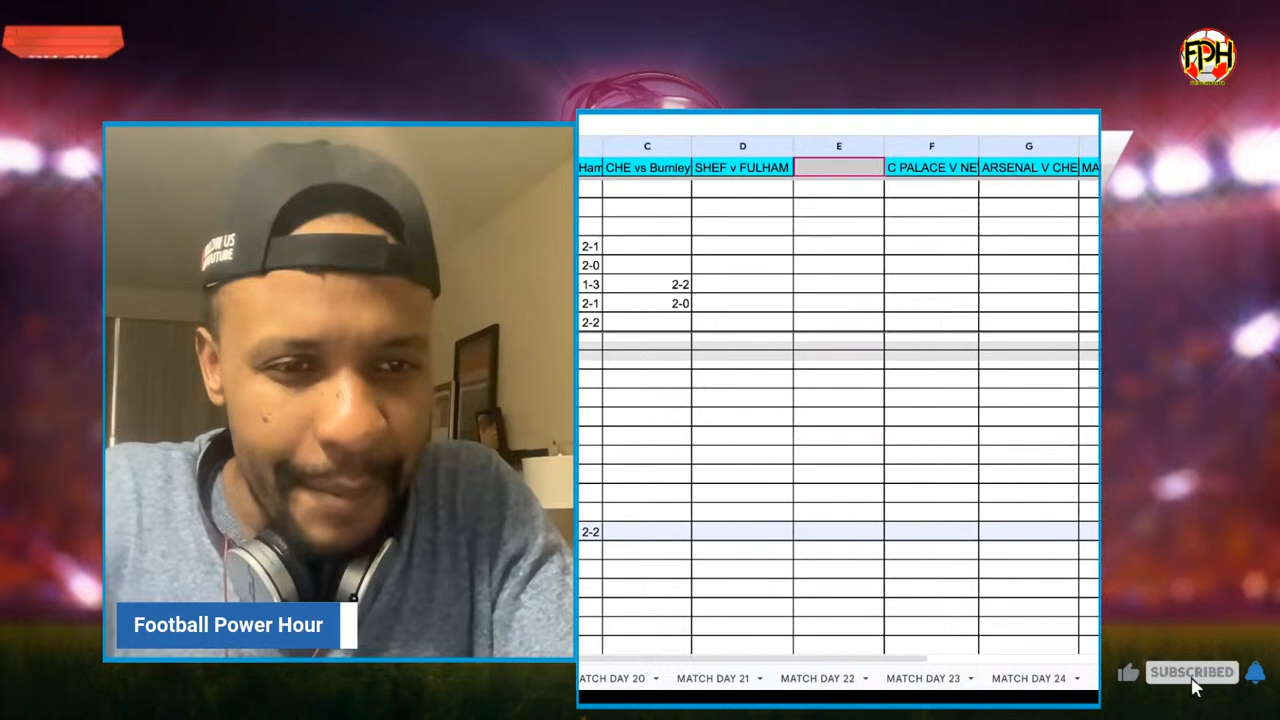 FPH
C D E F G
Ham CHE vs Burnley SHEF v FULHAM C PALACE V NE ARSENAL V CHE MA
2-1
2-0
1-3 2-2
2-1 2-0
2-2
2-2
OW US
OUTUBE
Football Power Hour
ATCH DAY 20 MATCH DAY 21 MATCH DAY 22 MATCH DAY 23 MATCH DAY 24
SUBSCRIBED